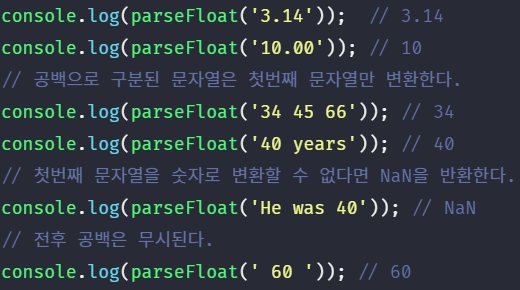 console.log(parseFloat('3.14'));  // 3.14
console.log(parseFloat('10.00')); // 10
// 공백으로 구분된 문자열은 첫번째 문자열만 변환한다.
console.log(parseFloat('34 45 66')); // 34
console.log(parseFloat('40 years')); // 40
// 첫번째 문자열을 숫자로 변환할 수 없다면 NaN을 반환한다.
console.log(parseFloat('He was 40')); // NaN
// 전후 공백은 무시된다.
console.log(parseFloat(' 60 ')); // 60